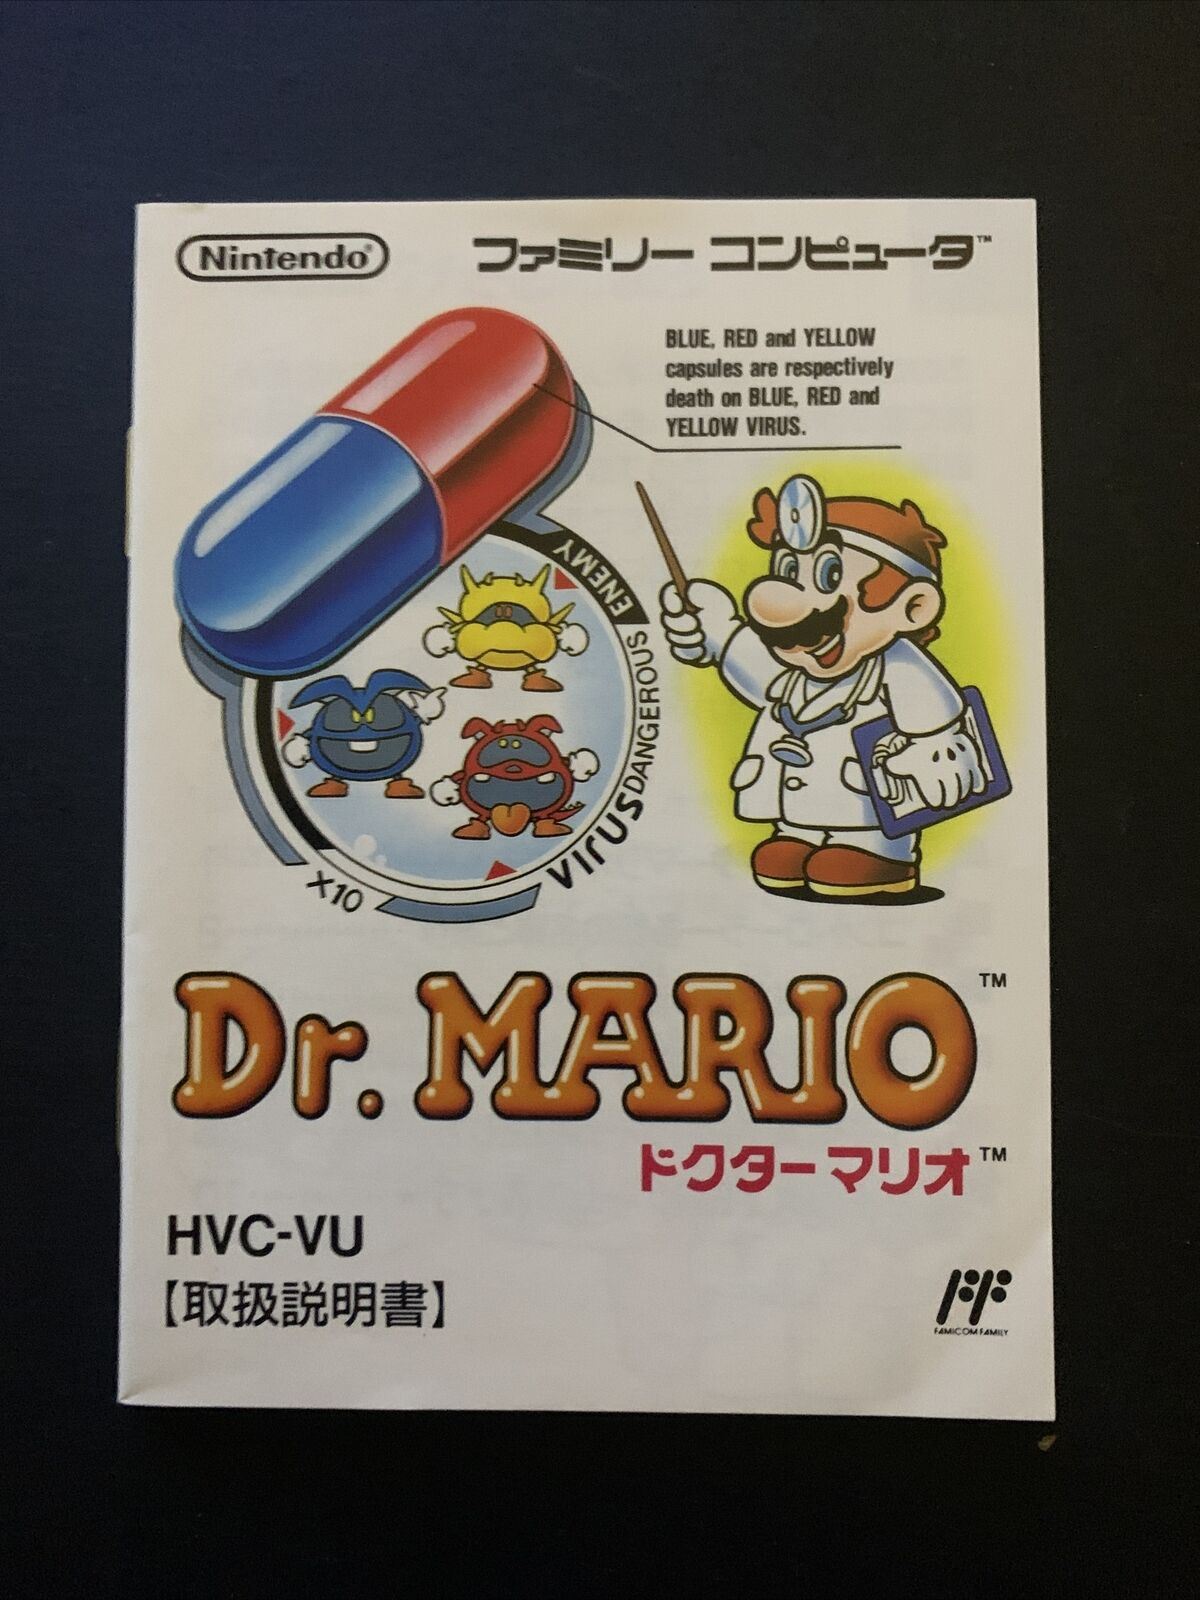 Nintendo®
ファミリー コンピュータ™
BLUE, RED and YELLOW
capsules are respectively
death on BLUE, RED and
YELLOW VIRUS.
ENEMY
DANGEROUS
VIRUS
X10
Dr. MARIO™
ドクターマリオ™
HVC-VU
【取扱説明書】
FAMICOM FAMILY